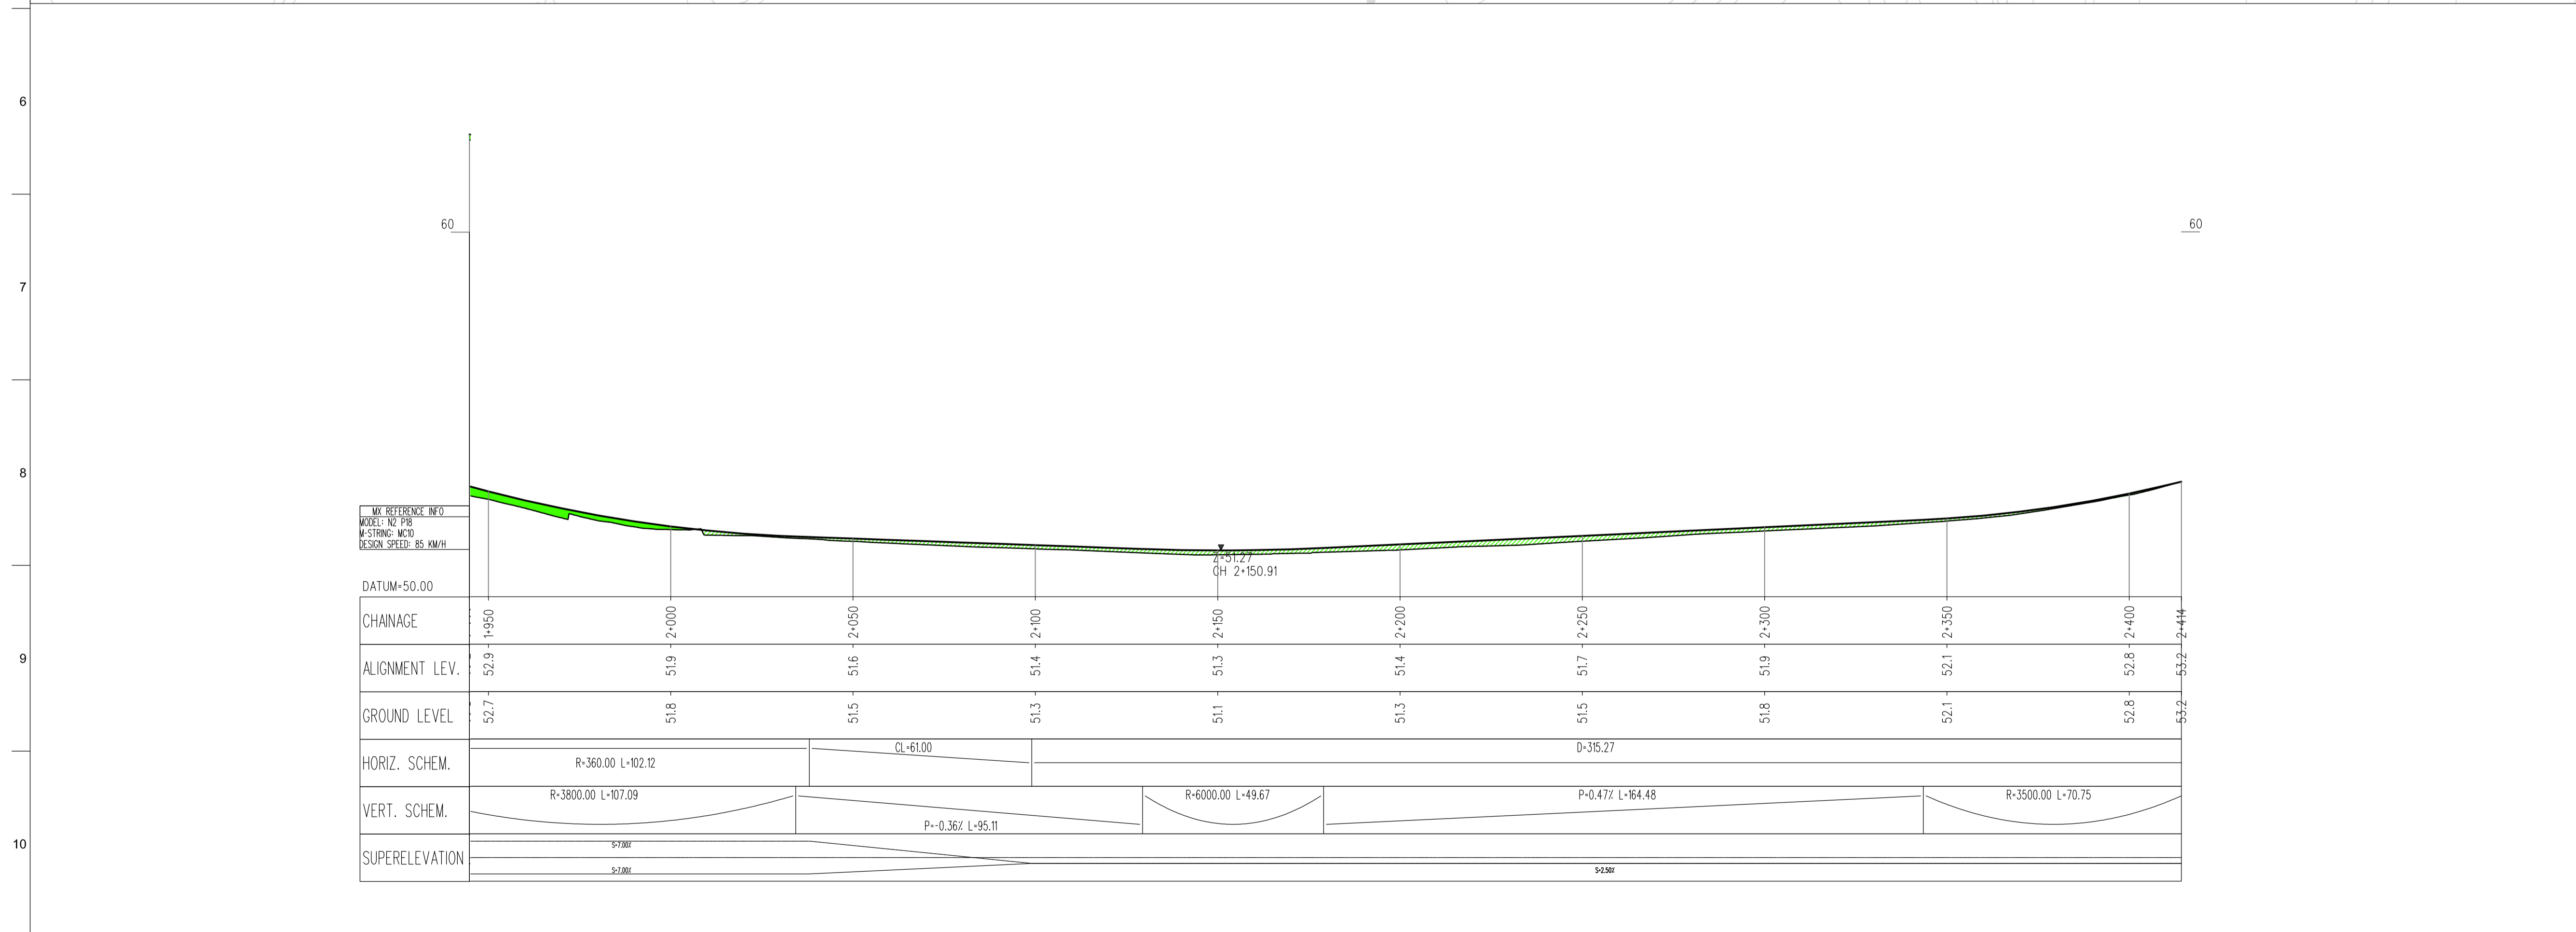 6
7
8
9
10
60
60
MX REFERENCE INFO
MODEL: N2 P18
M-STRING: MC10
DESIGN SPEED: 85 KM/H
DATUM=50.00
Z=51.27
CH 2+150.91
CHAINAGE 1+950 2+000 2+050 2+100 2+150 2+200 2+250 2+300 2+350 2+400 2+414
ALIGNMENT LEV. 52.9 51.9 51.6 51.4 51.3 51.4 51.7 51.9 52.1 52.8 53.2
GROUND LEVEL 52.7 51.8 51.5 51.3 51.1 51.3 51.5 51.8 52.1 52.8 53.2
HORIZ. SCHEM. R=360.00 L=102.12 CL=61.00 D=315.27
VERT. SCHEM. R=3800.00 L=107.09 P=-0.36% L=95.11 R=6000.00 L=49.67 P=0.47% L=164.48 R=3500.00 L=70.75
SUPERELEVATION S=7.00% S=7.00% S=2.50%